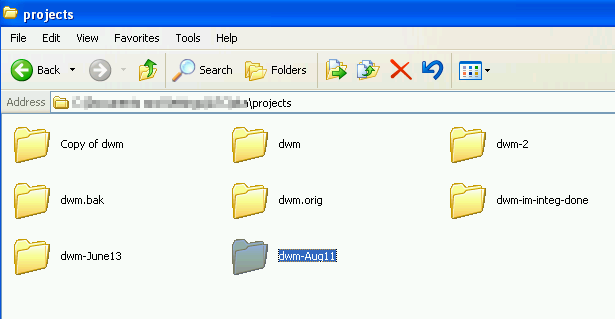 projects
File Edit View Favorites Tools Help
Back Search Folders
Address \projects
Copy of dwm dwm dwm-2
dwm.bak dwm.orig dwm-im-integ-done
dwm-June13 dwm-Aug11